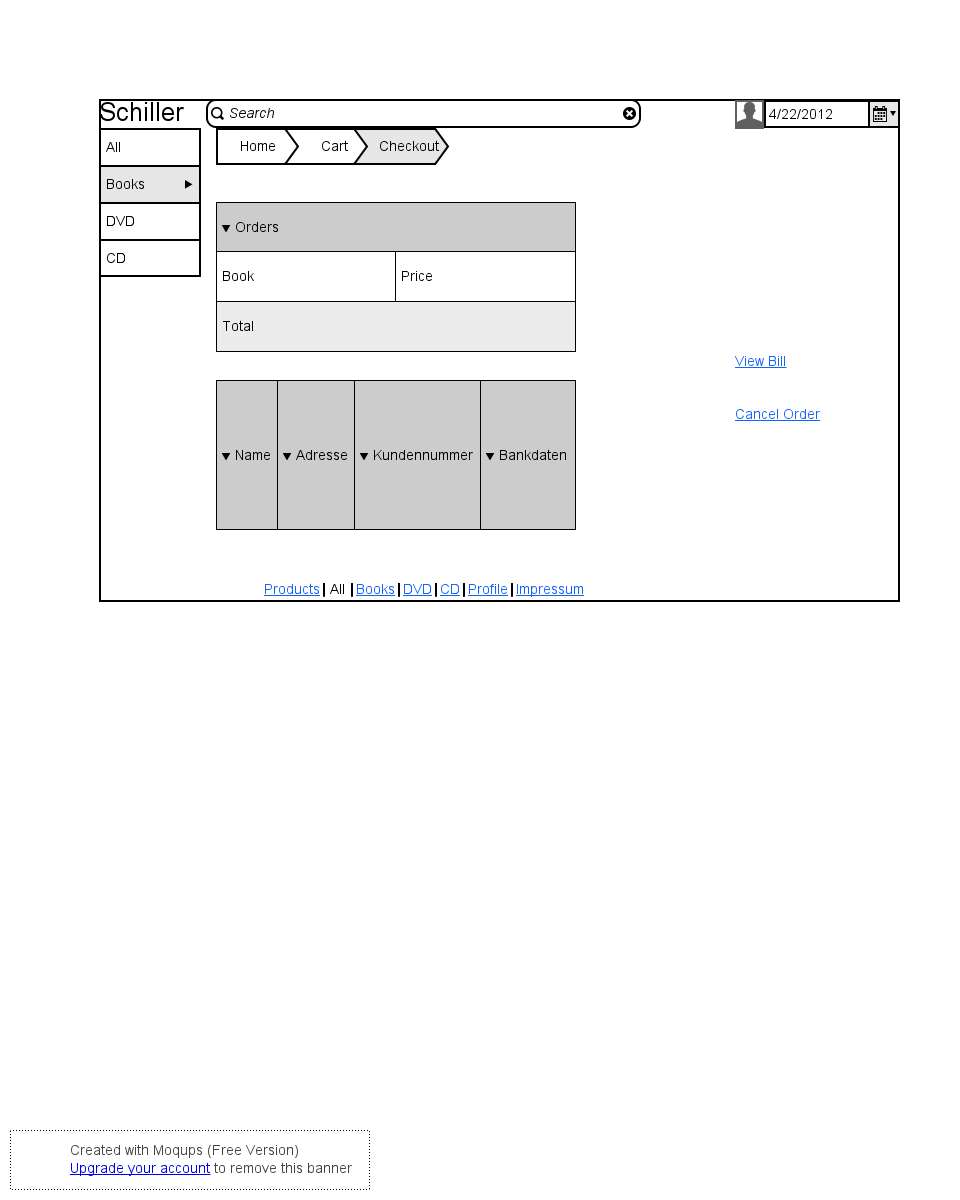 Schiller
Search
4/22/2012
All
Books
DVD
CD
Home Cart Checkout
Orders
Book Price
Total
View Bill
Cancel Order
Name Adresse Kundennummer Bankdaten
Products | All | Books | DVD | CD | Profile | Impressum
Created with Moqups (Free Version)
Upgrade your account to remove this banner